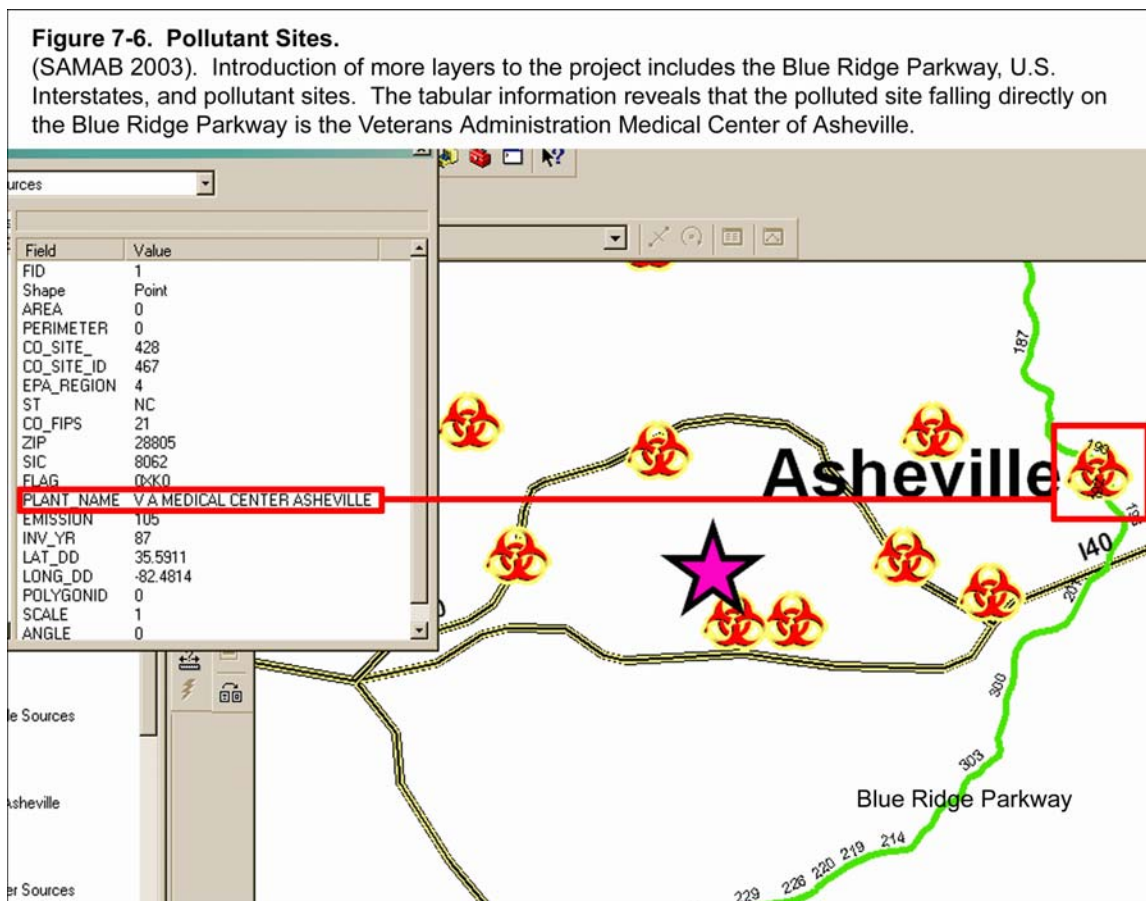 Figure 7-6. Pollutant Sites.
(SAMAB 2003). Introduction of more layers to the project includes the Blue Ridge Parkway, U.S.
Interstates, and pollutant sites. The tabular information reveals that the polluted site falling directly on
the Blue Ridge Parkway is the Veterans Administration Medical Center of Asheville.
urces
Field Value
FID 1
Shape Point
AREA 0
PERIMETER 0
CO_SITE_ 428
CO_SITE_ID 467
EPA_REGION 4
ST NC
CO_FIPS 21
ZIP 28805
SIC 8062
FLAG 0XK0
PLANT_NAME V A MEDICAL CENTER ASHEVILLE
EMISSION 105
INV_YR 87
LAT_DD 35.5911
LONG_DD -82.4814
POLYGONID 0
SCALE 1
ANGLE 0
187
190
Asheville
I40
201
300
303
Blue Ridge Parkway
214
219
220
226
229
le Sources
Asheville
er Sources